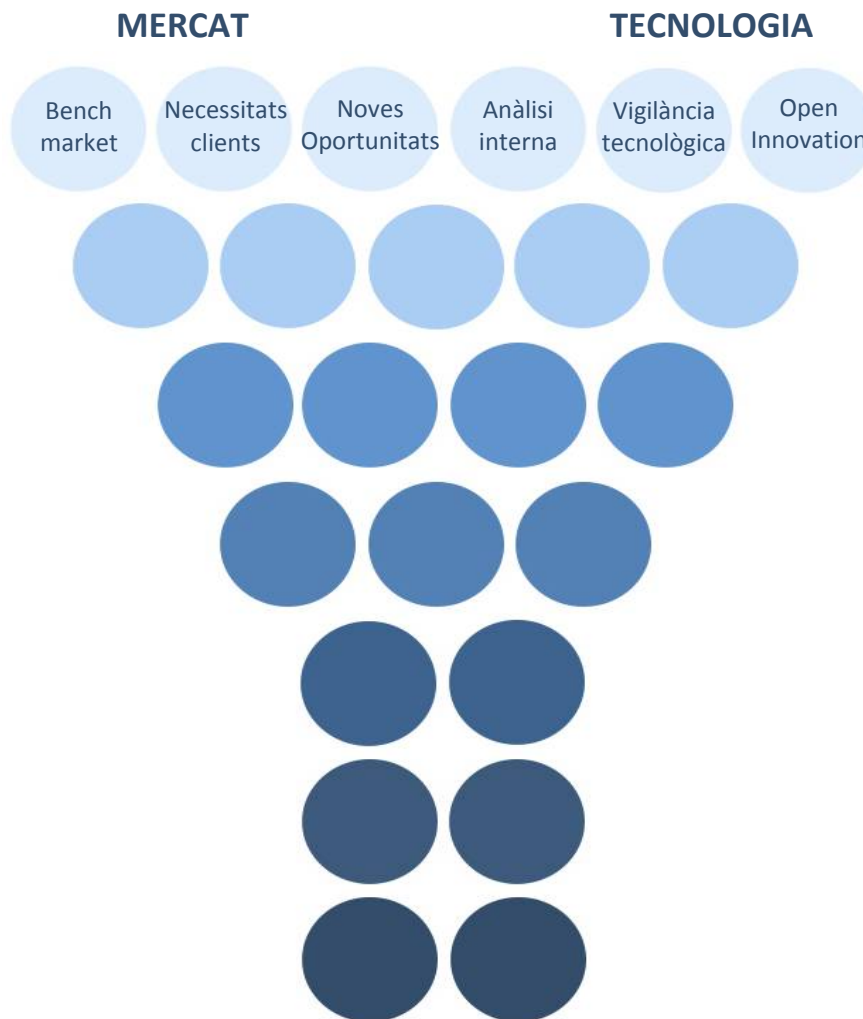 MERCAT
TECNOLOGIA
Bench
market
Necessitats
clients
Noves
Oportunitats
Anàlisi
interna
Vigilància
tecnològica
Open
Innovation